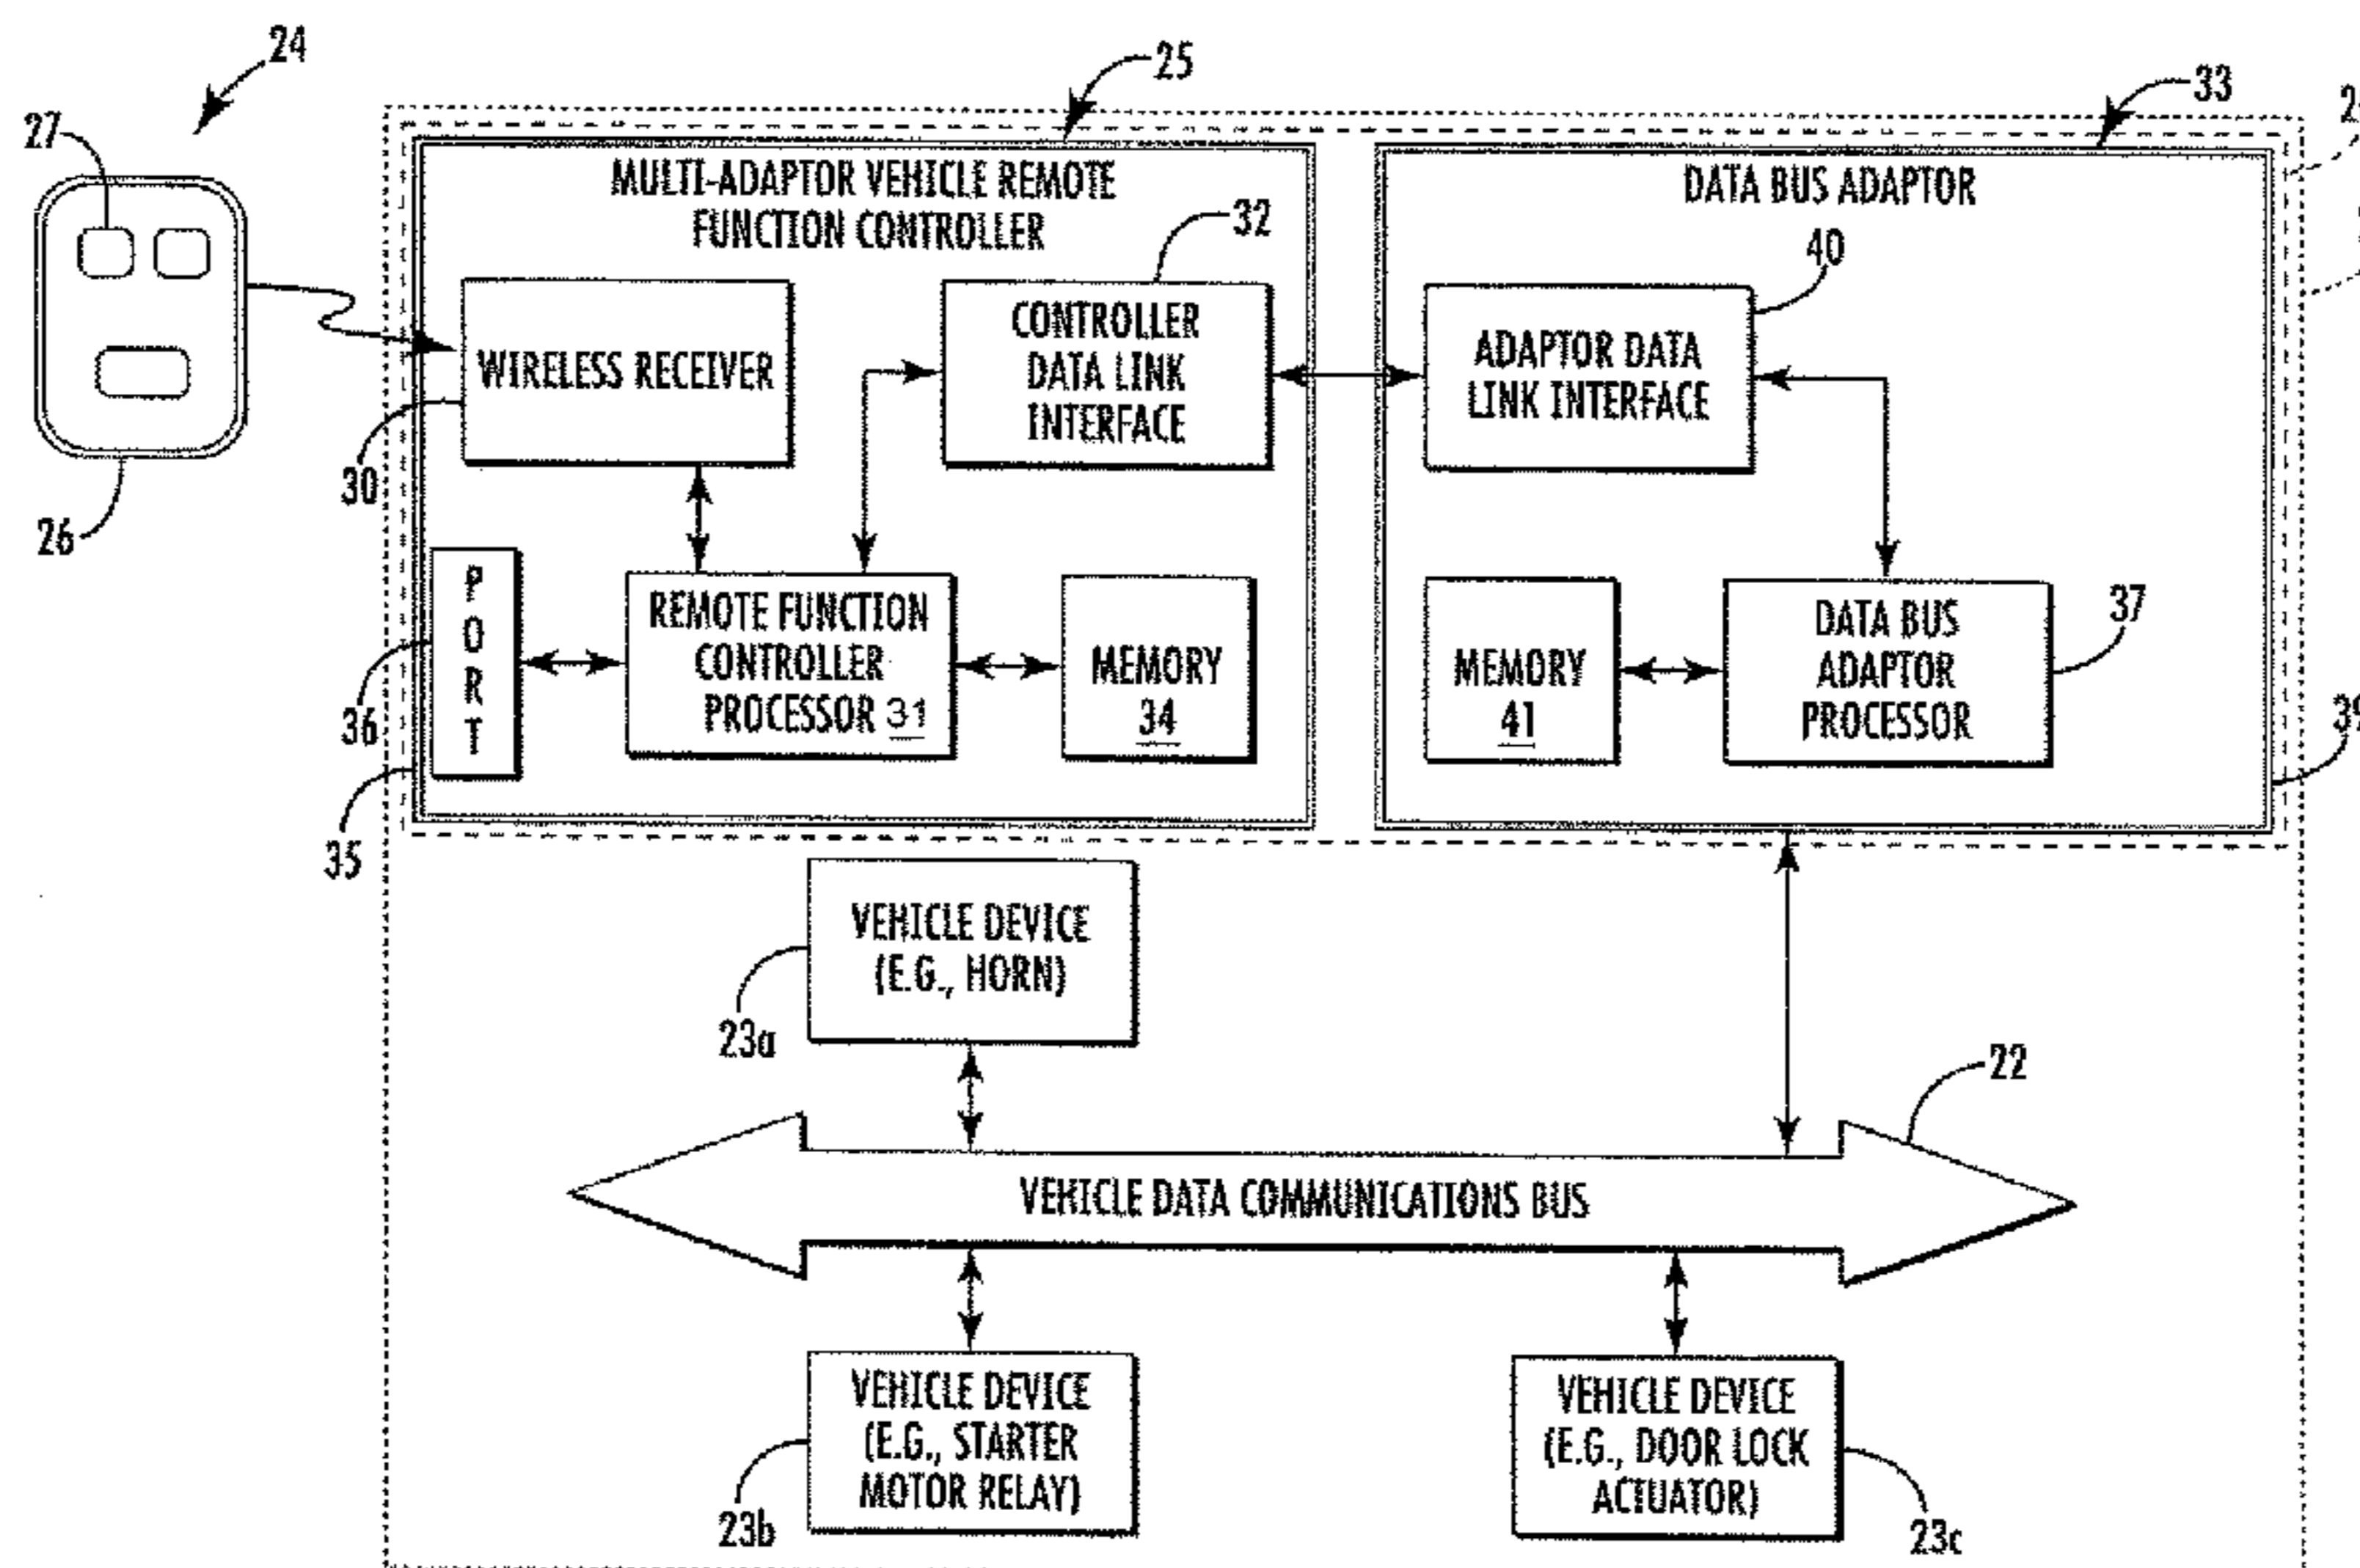 24
25
33
27
MULTI-ADAPTOR VEHICLE REMOTE
FUNCTION CONTROLLER
32
DATA BUS ADAPTOR
40
WIRELESS RECEIVER
CONTROLLER
DATA LINK
INTERFACE
ADAPTOR DATA
LINK INTERFACE
30
26
PORT
REMOTE FUNCTION
CONTROLLER
PROCESSOR 31
MEMORY
34
MEMORY
41
DATA BUS
ADAPTOR
PROCESSOR
37
36
39
35
VEHICLE DEVICE
(E.G., HORN)
23a
22
VEHICLE DATA COMMUNICATIONS BUS
VEHICLE DEVICE
(E.G., STARTER
MOTOR RELAY)
23b
VEHICLE DEVICE
(E.G., DOOR LOCK
ACTUATOR)
23c